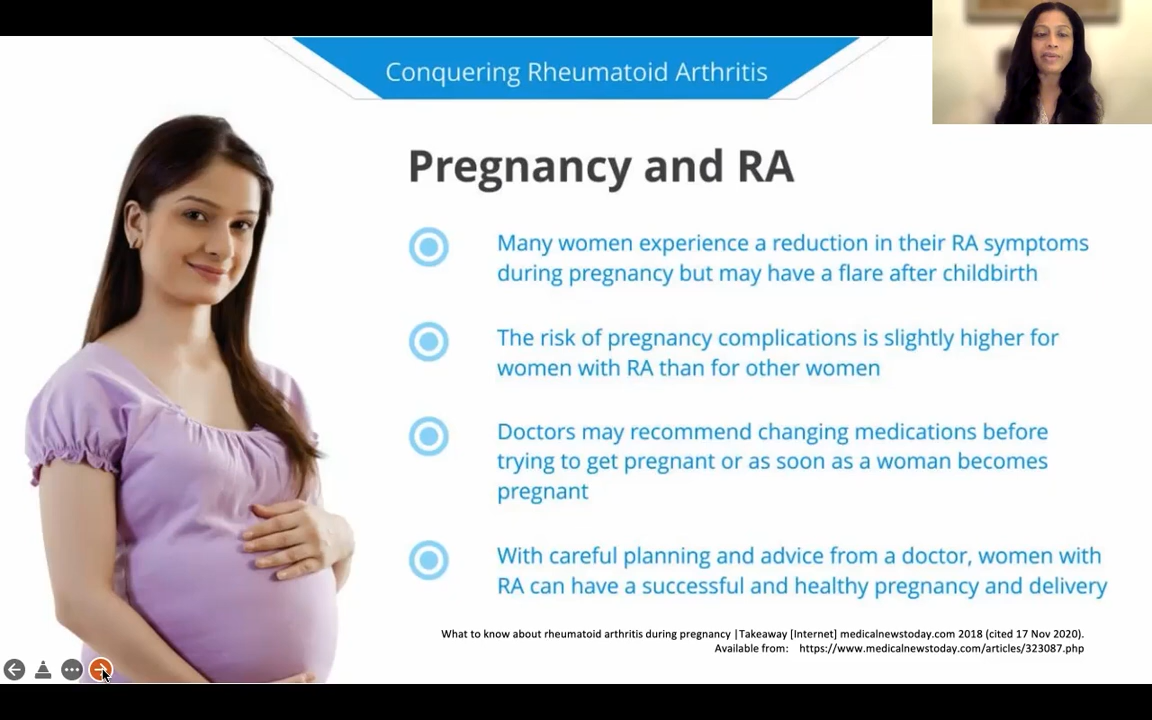 Conquering Rheumatoid Arthritis
Pregnancy and RA
Many women experience a reduction in their RA symptoms
during pregnancy but may have a flare after childbirth
The risk of pregnancy complications is slightly higher for
women with RA than for other women
Doctors may recommend changing medications before
trying to get pregnant or as soon as a woman becomes
pregnant
With careful planning and advice from a doctor, women with
RA can have a successful and healthy pregnancy and delivery
What to know about rheumatoid arthritis during pregnancy |Takeaway [Internet] medicalnewstoday.com 2018 (cited 17 Nov 2020).
Available from: https://www.medicalnewstoday.com/articles/323087.php